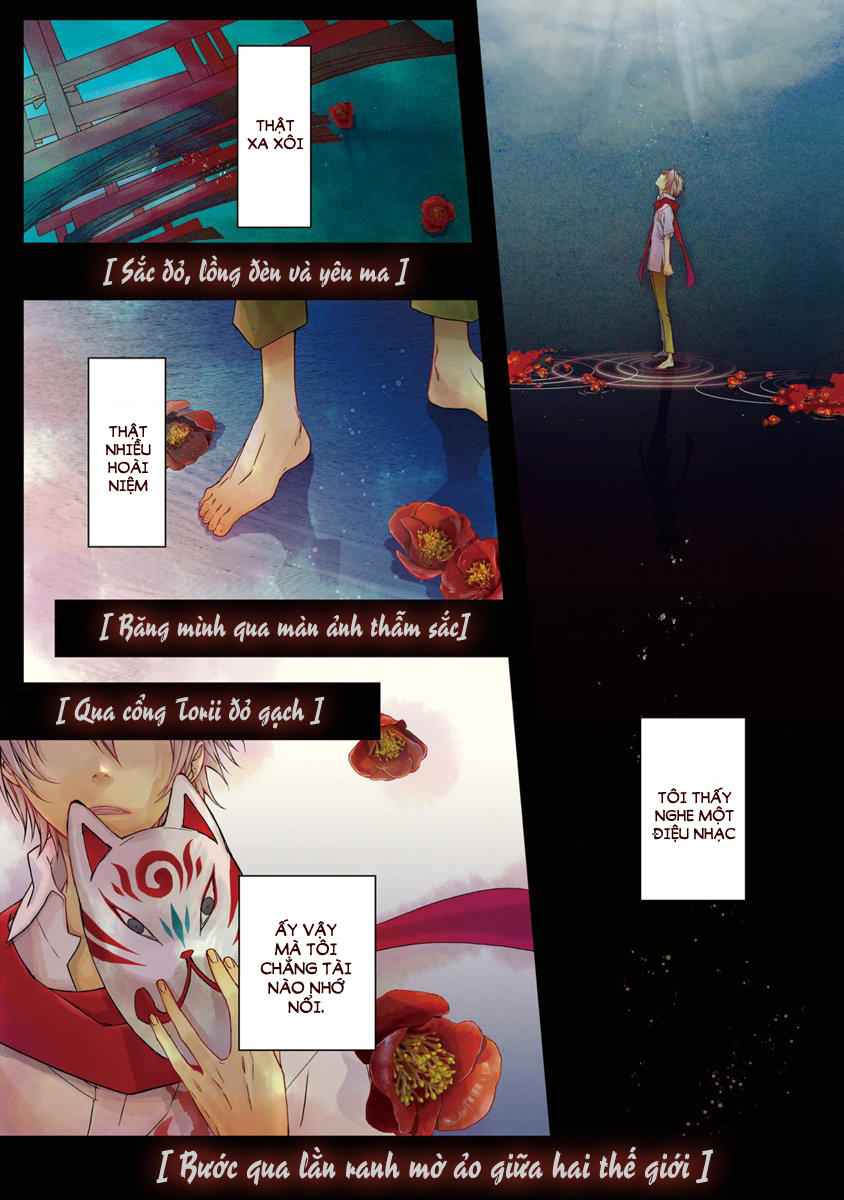 TÔI THẤY
NGHE MỘT
ĐIỆU NHẠC
THẬT
XA XÔI
[ Sắc đỏ, lồng đèn và yêu ma ]
THẬT
NHIỀU
HOÀI
NIỆM
[ Băng mình qua màn ảnh thẫm sắc]
[ Qua cổng Torii đỏ gạch ]
ẤY VẬY
MÀ TÔI
CHẲNG TÀI
NÀO NHỚ
NỔI.
[ Bước qua lằn ranh mờ ảo giữa hai thế giới ]